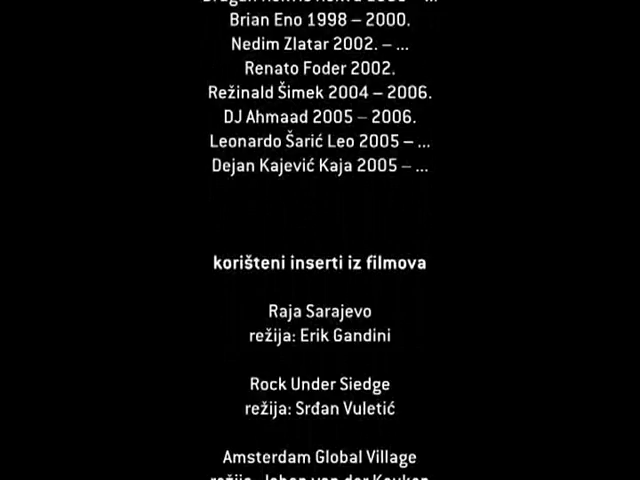 Brian Eno 1998 – 2000.
Nedim Zlatar 2002. – ...
Renato Foder 2002.
Režinald Šimek 2004 – 2006.
DJ Ahmaad 2005 – 2006.
Leonardo Šarić Leo 2005 – ...
Dejan Kajević Kaja 2005 – ...
korišteni inserti iz filmova
Raja Sarajevo
režija: Erik Gandini
Rock Under Siedge
režija: Srđan Vuletić
Amsterdam Global Village